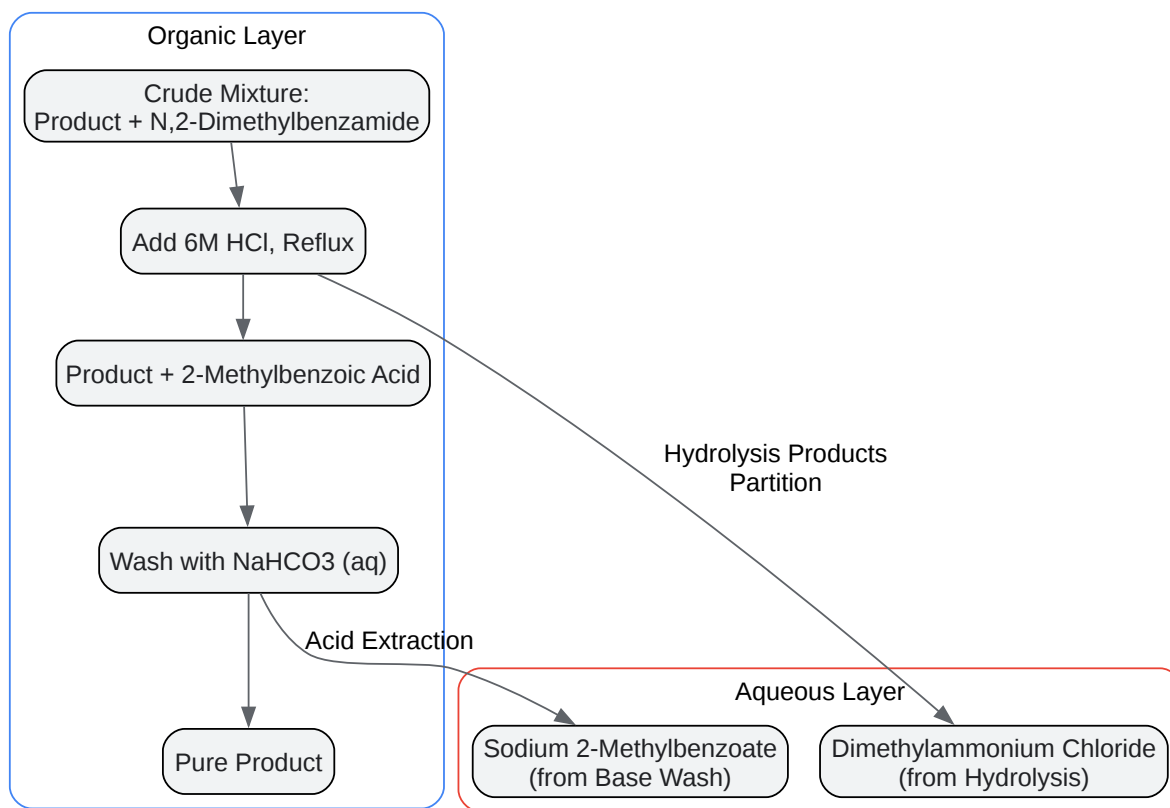 Organic Layer
Crude Mixture:
Product + N,2-Dimethylbenzamide
Add 6M HCl, Reflux
Product + 2-Methylbenzoic Acid
Hydrolysis Products
Partition
Wash with NaHCO3 (aq)
Acid Extraction
Aqueous Layer
Pure Product
Sodium 2-Methylbenzoate
(from Base Wash)
Dimethylammonium Chloride
(from Hydrolysis)